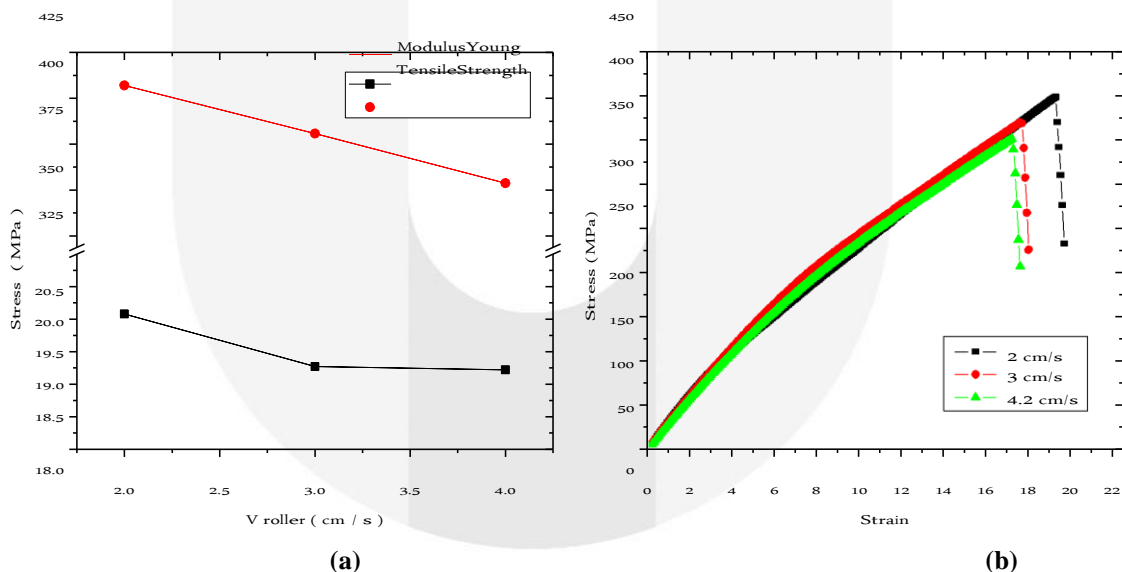 425
400
375
350
325
20.5
20.0
19.5
19.0
18.5
18.0
Stress ( MPa )
ModulusYoung
TensileStrength
2.0 2.5 3.0 3.5 4.0
V roller ( cm / s )
(a)
450
400
350
300
200
150
100
50
0
Stress (MPa)
2 cm/s
3 cm/s
4.2 cm/s
0 2 4 6 8 10 12 14 16 17 18 19 20 22
Strain
(b)